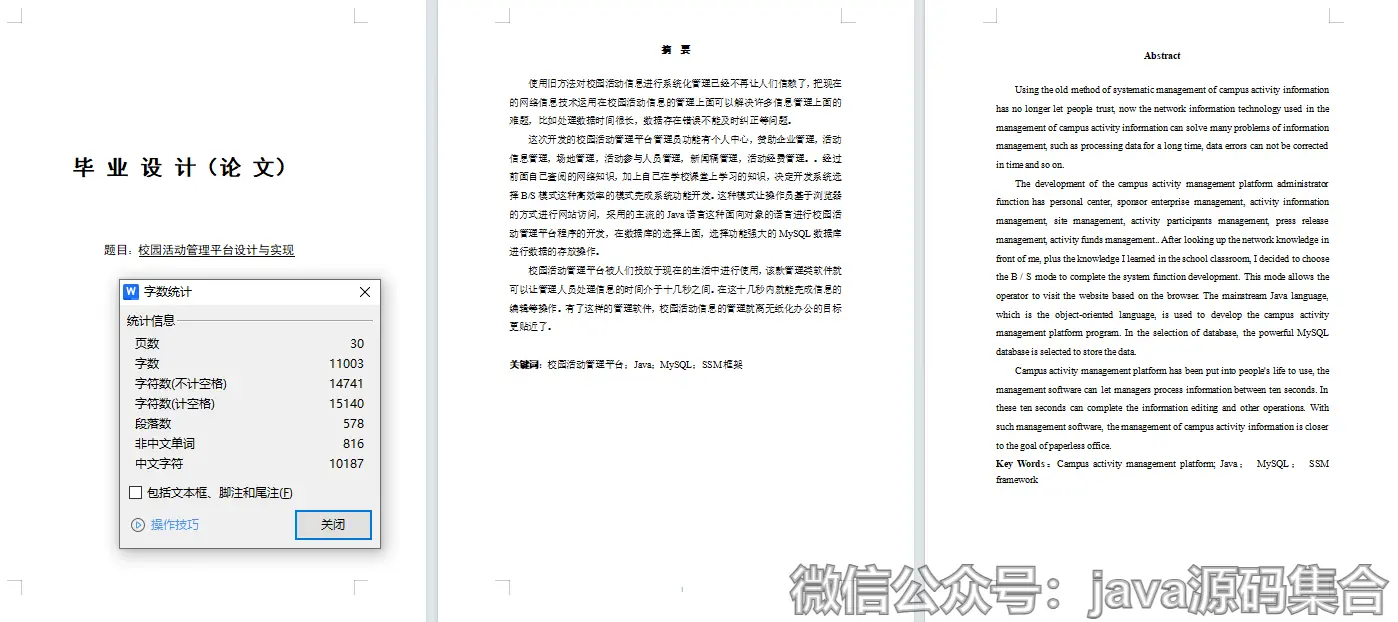 毕 业 设 计（论 文）
题目：校园活动管理平台设计与实现
字数统计
统计信息
页数 30
字数 11003
字符数(不计空格) 14741
字符数(计空格) 15140
段落数 578
非中文单词 816
中文字符 10187
包括文本框、脚注和尾注(F)
操作技巧
关闭
摘 要
使用旧方法对校园活动信息进行系统化管理已经不再让人们信赖了，把现在
的网络信息技术运用在校园活动信息的管理上面可以解决许多信息管理上面的
难题，比如处理数据时间很长，数据存在错误不能及时纠正等问题。
这次开发的校园活动管理平台管理员功能有个人中心，赞助企业管理，活动
信息管理，场地管理，活动参与人员管理，新闻稿管理，活动经费管理。。经过
前面自己查阅的网络知识，加上自己在学校课堂上学习的知识，决定开发系统选
择 B/S 模式这种高效率的模式完成系统功能开发。这种模式让操作员基于浏览器
的方式进行网站访问，采用的主流的 Java 语言这种面向对象的语言进行校园活
动管理平台程序的开发，在数据库的选择上面，选择功能强大的 MySQL 数据库
进行数据的存放操作。
校园活动管理平台被人们投放于现在的生活中进行使用，该款管理类软件就
可以让管理人员处理信息的时间介于十几秒之间。在这十几秒内就能完成信息的
编辑等操作。有了这样的管理软件，校园活动信息的管理就离无纸化办公的目标
更贴近了。
关键词：校园活动管理平台；Java；MySQL；SSM 框架
1
Abstract
Using the old method of systematic management of campus activity information
has no longer let people trust, now the network information technology used in the
management of campus activity information can solve many problems of information
management, such as processing data for a long time, data errors can not be corrected
in time and so on.
The development of the campus activity management platform administrator
function has personal center, sponsor enterprise management, activity information
management, site management, activity participants management, press release
management, activity funds management.. After looking up the network knowledge in
front of me, plus the knowledge I learned in the school classroom, I decided to choose
the B / S mode to complete the system function development. This mode allows the
operator to visit the website based on the browser. The mainstream Java language,
which is the object-oriented language, is used to develop the campus activity
management platform program. In the selection of database, the powerful MySQL
database is selected to store the data.
Campus activity management platform has been put into people's life to use, the
management software can let managers process information between ten seconds. In
these ten seconds can complete the information editing and other operations. With
such management software, the management of campus activity information is closer
to the goal of paperless office.
Key Words：Campus activity management platform; Java； MySQL； SSM
framework
微信公众号：java源码集合